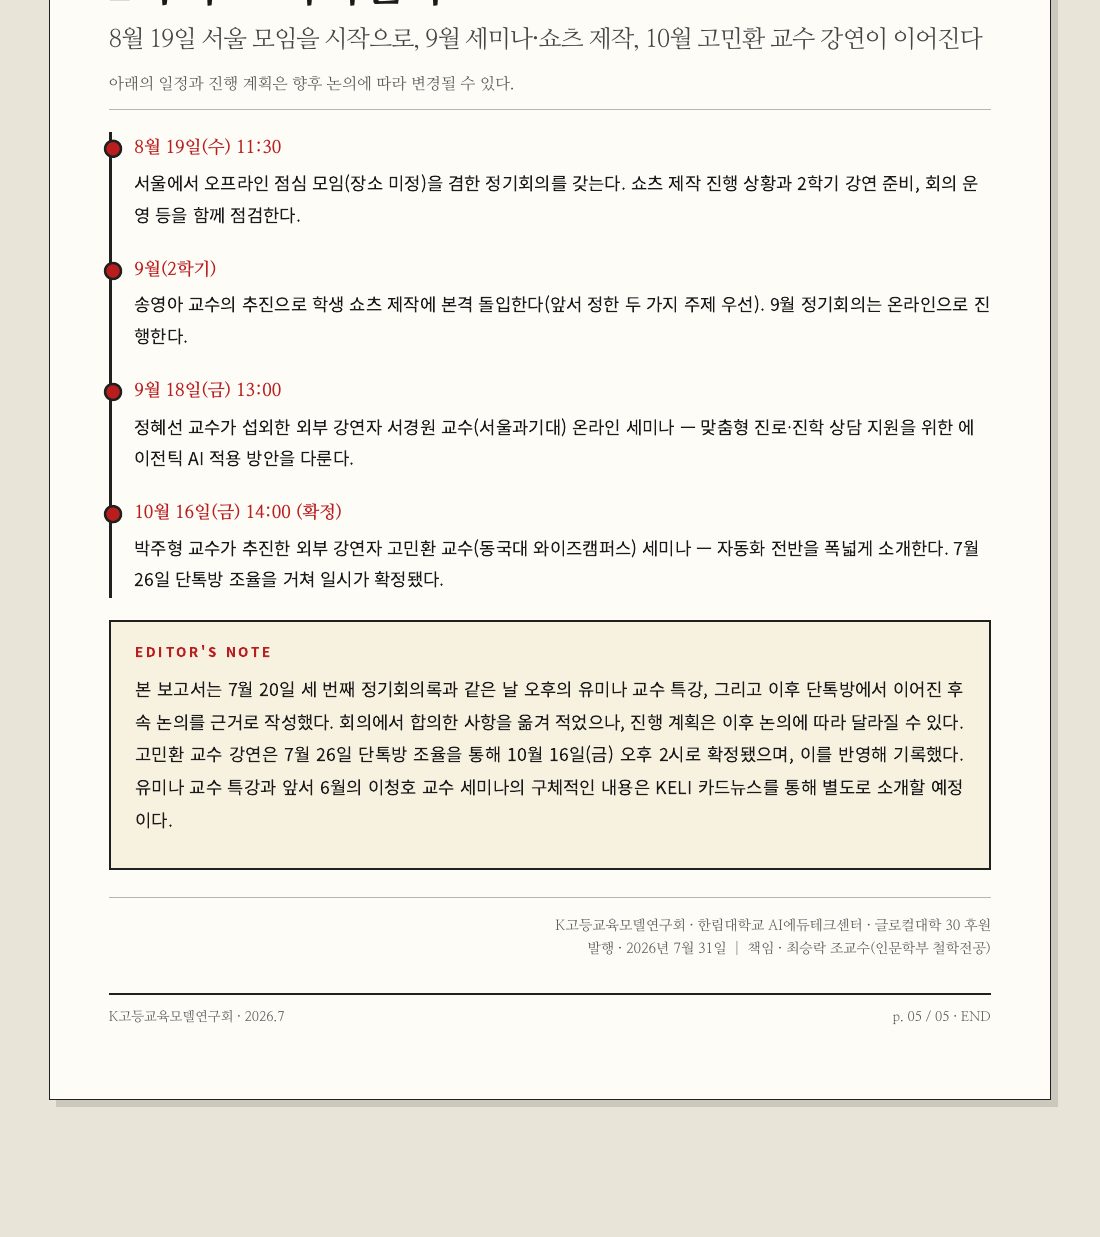 8월 19일 서울 모임을 시작으로, 9월 세미나·쇼츠 제작, 10월 고민환 교수 강연이 이어진다
아래의 일정과 진행 계획은 향후 논의에 따라 변경될 수 있다.
8월 19일(수) 11:30
서울에서 오프라인 점심 모임(장소 미정)을 겸한 정기회의를 갖는다. 쇼츠 제작 진행 상황과 2학기 강연 준비, 회의 운
영 등을 함께 점검한다.
9월(2학기)
송영아 교수의 추진으로 학생 쇼츠 제작에 본격 돌입한다(앞서 정한 두 가지 주제 우선). 9월 정기회의는 온라인으로 진
행한다.
9월 18일(금) 13:00
정혜선 교수가 섭외한 외부 강연자 서경원 교수(서울과기대) 온라인 세미나 — 맞춤형 진로·진학 상담 지원을 위한 에
이전틱 AI 적용 방안을 다룬다.
10월 16일(금) 14:00 (확정)
박주형 교수가 추진한 외부 강연자 고민환 교수(동국대 와이즈캠퍼스) 세미나 — 자동화 전반을 폭넓게 소개한다. 7월
26일 단톡방 조율을 거쳐 일시가 확정됐다.
EDITOR'S NOTE
본 보고서는 7월 20일 세 번째 정기회의록과 같은 날 오후의 유미나 교수 특강, 그리고 이후 단톡방에서 이어진 후
속 논의를 근거로 작성했다. 회의에서 합의한 사항을 옮겨 적었으나, 진행 계획은 이후 논의에 따라 달라질 수 있다.
고민환 교수 강연은 7월 26일 단톡방 조율을 통해 10월 16일(금) 오후 2시로 확정됐으며, 이를 반영해 기록했다.
유미나 교수 특강과 앞서 6월의 이청호 교수 세미나의 구체적인 내용은 KELI 카드뉴스를 통해 별도로 소개할 예정
이다.
K고등교육모델연구회 · 한림대학교 AI에듀테크센터 · 글로컬대학 30 후원
발행 · 2026년 7월 31일 | 책임 · 최승락 조교수(인문학부 철학전공)
K고등교육모델연구회 · 2026.7
p. 05 / 05 · END